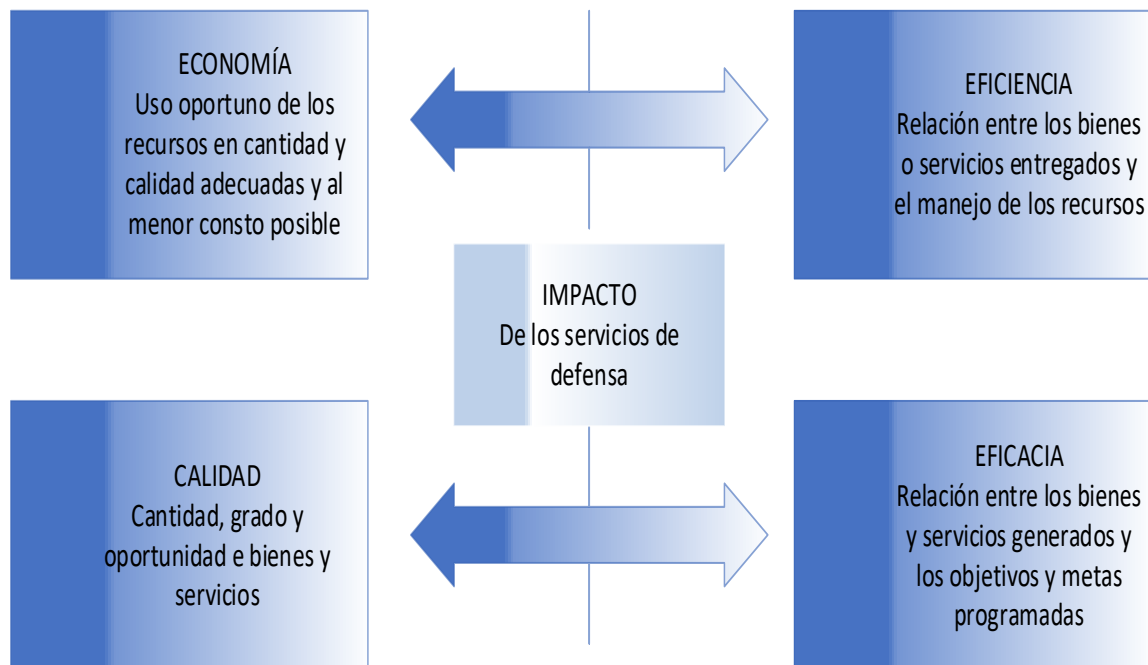 ECONOMÍA
Uso oportuno de los
recursos en cantidad y
calidad adecuadas y al
menor consto posible
EFICIENCIA
Relación entre los bienes
o servicios entregados y
el manejo de los recursos
IMPACTO
De los servicios de
defensa
CALIDAD
Cantidad, grado y
oportunidad e bienes y
servicios
EFICACIA
Relación entre los bienes
y servicios generados y
los objetivos y metas
programadas